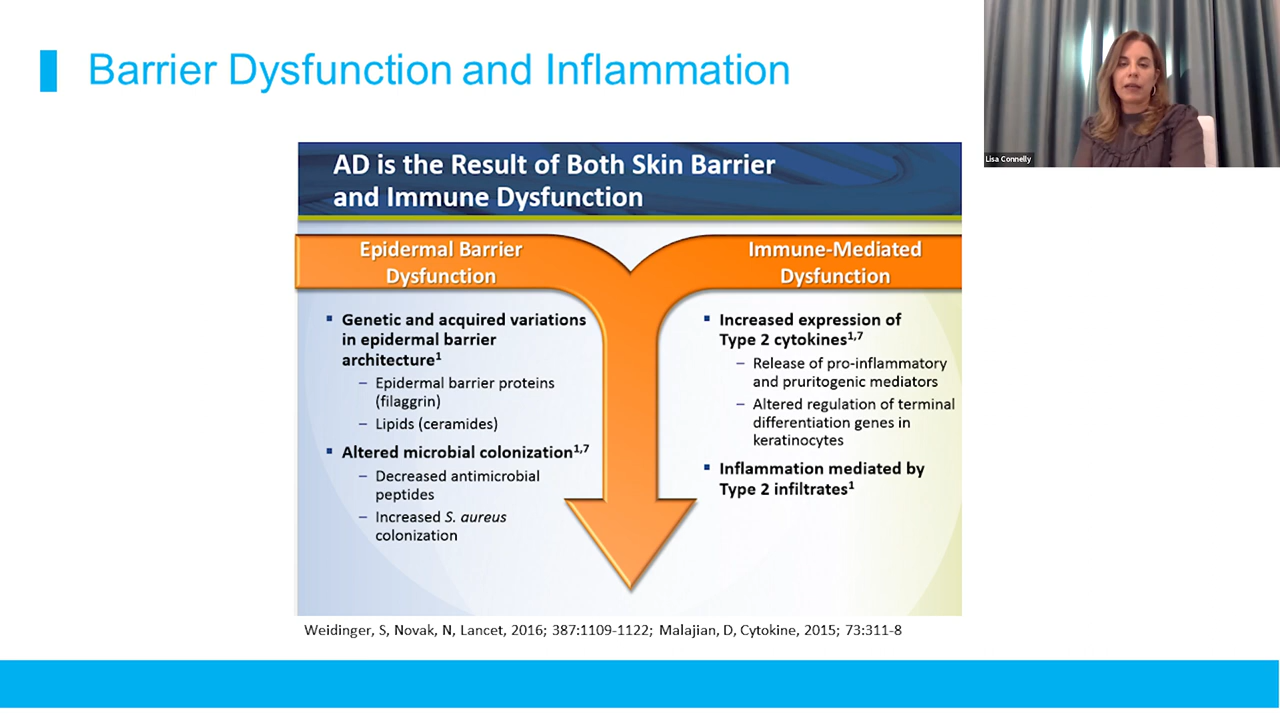 Barrier Dysfunction and Inflammation
Lisa Connelly
AD is the Result of Both Skin Barrier
and Immune Dysfunction
Epidermal Barrier
Dysfunction
▪ Genetic and acquired variations
in epidermal barrier
architecture¹
– Epidermal barrier proteins
(filaggrin)
– Lipids (ceramides)
▪ Altered microbial colonization¹,⁷
– Decreased antimicrobial
peptides
– Increased S. aureus
colonization
Immune-Mediated
Dysfunction
▪ Increased expression of
Type 2 cytokines¹,⁷
– Release of pro-inflammatory
and pruritogenic mediators
– Altered regulation of terminal
differentiation genes in
keratinocytes
▪ Inflammation mediated by
Type 2 infiltrates¹
Weidinger, S, Novak, N, Lancet, 2016; 387:1109-1122; Malajian, D, Cytokine, 2015; 73:311-8